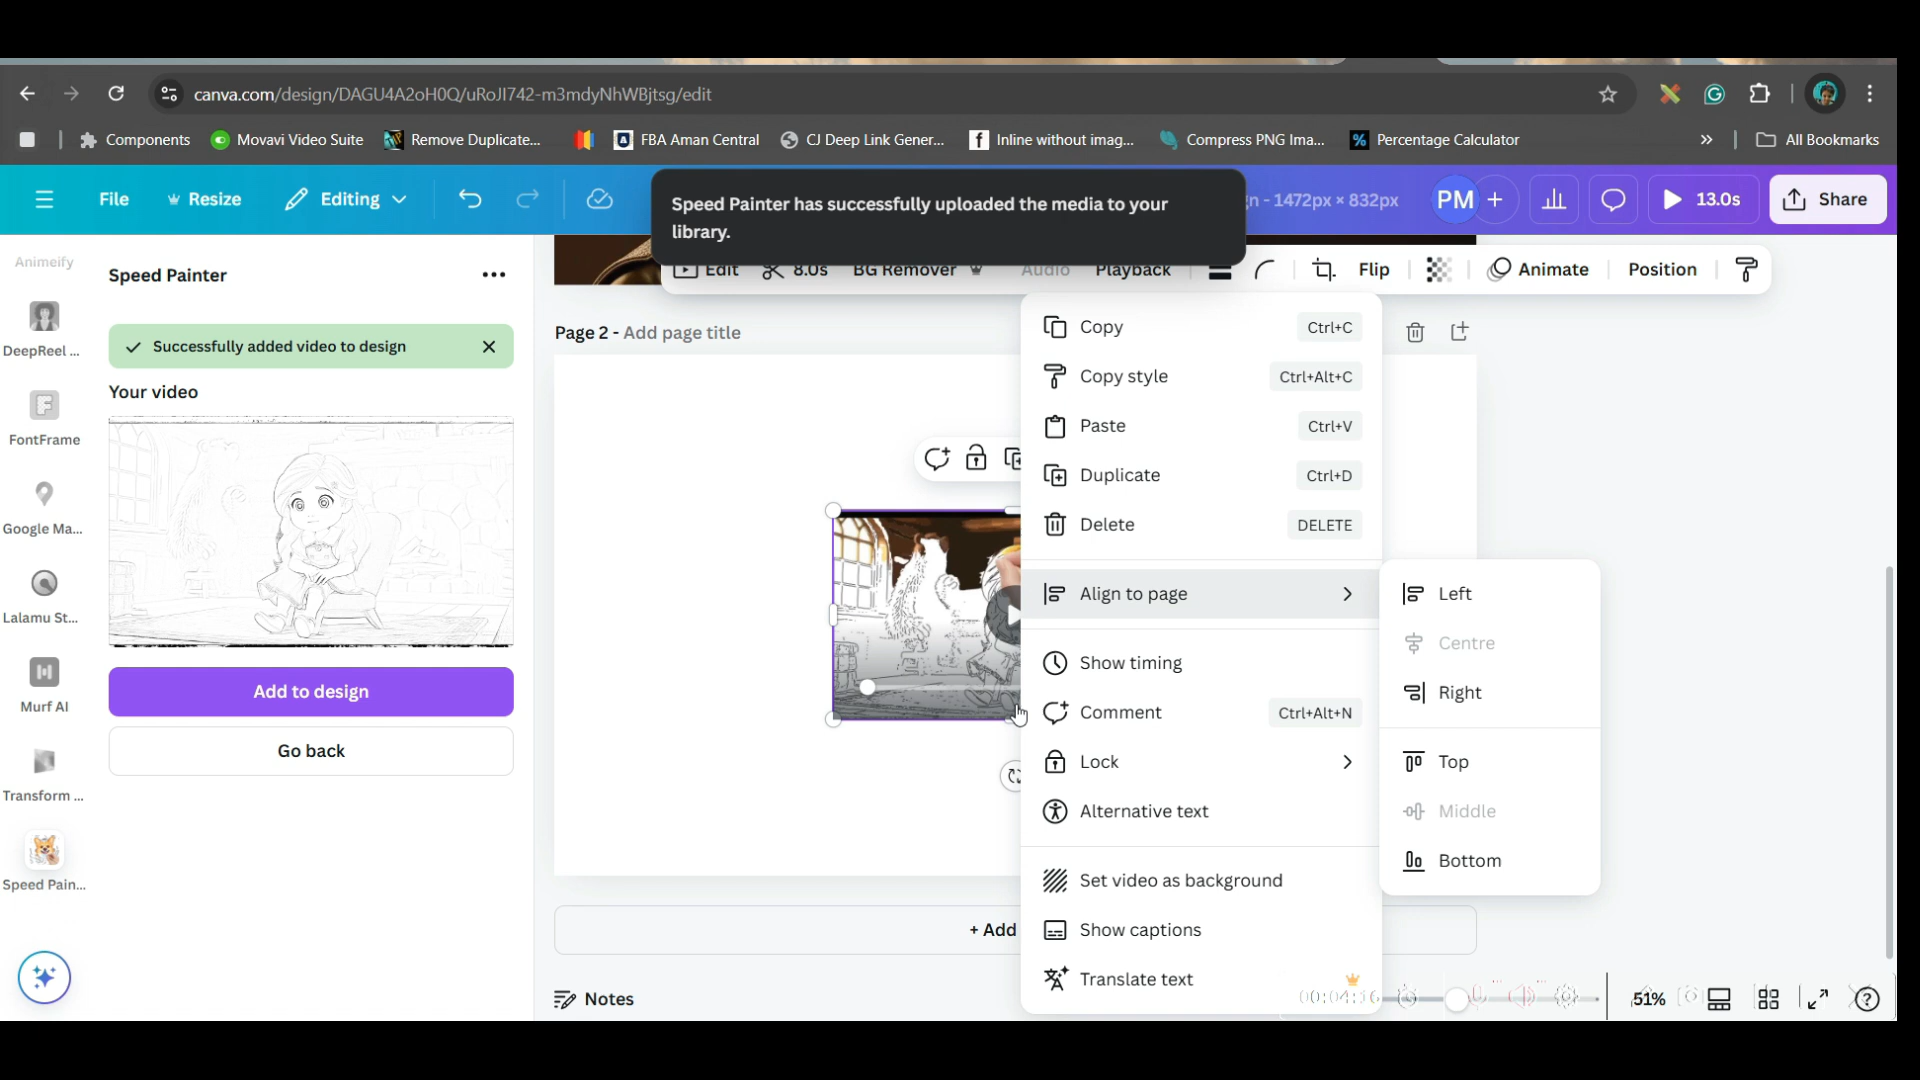 canva.com/design/DAGU4A2oH0Q/uRoJI742-m3mdyNhWBjtsg/edit
Components Movavi Video Suite Remove Duplicate... FBA Aman Central CJ Deep Link Gener... Inline without imag... Compress PNG Ima... Percentage Calculator » All Bookmarks
File Resize Editing n - 1472px × 832px PM + 13.0s Share
Speed Painter has successfully uploaded the media to your
library.
Edit 8.0s BG Remover Audio Playback Flip Animate Position
Animeify
DeepReel ...
FontFrame
Google Ma...
Lalamu St...
Murf AI
Transform ...
Speed Pain...
Speed Painter
Successfully added video to design
Your video
Add to design
Go back
Page 2 - Add page title
Copy Ctrl+C
Copy style Ctrl+Alt+C
Paste Ctrl+V
Duplicate Ctrl+D
Delete DELETE
Align to page
Show timing
Comment Ctrl+Alt+N
Lock
Alternative text
Set video as background
Show captions
Translate text
Left
Centre
Right
Top
Middle
Bottom
+ Add
Notes
51%